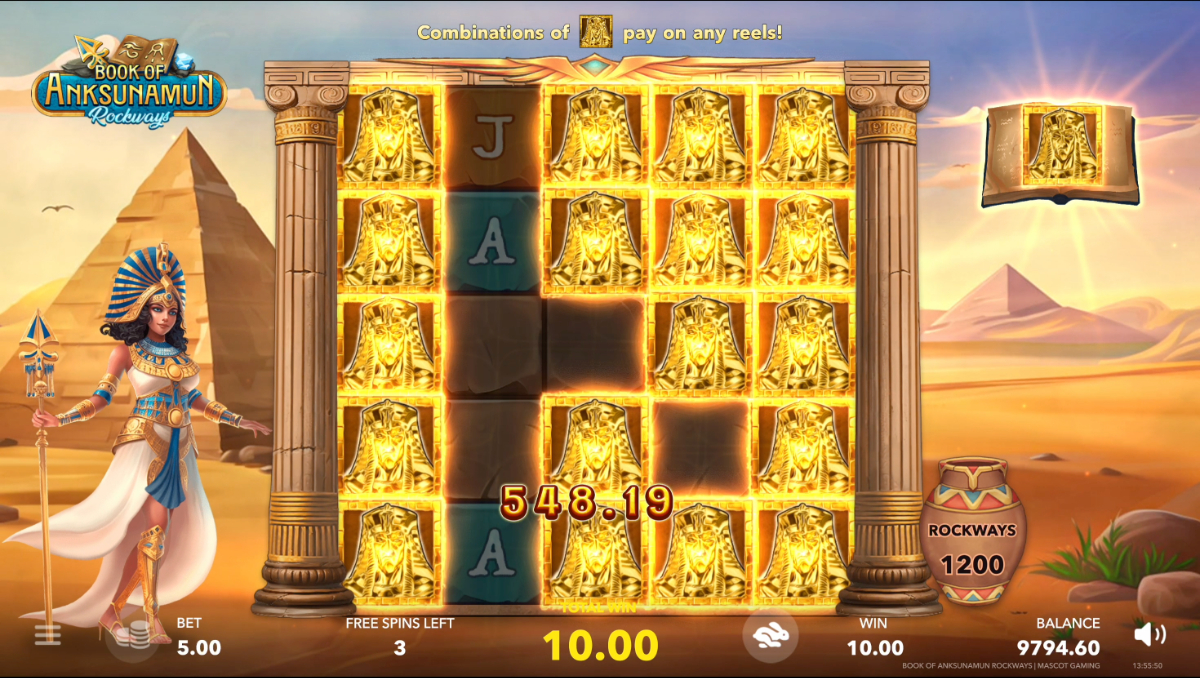 Combinations of pay on any reels!
BOOK OF
ANKSUNAMUN
Rockways
J
A
A
548.19
ROCKWAYS
1200
TOTAL WIN
BET
5.00
FREE SPINS LEFT
3
10.00
WIN
10.00
BALANCE
9794.60
BOOK OF ANKSUNAMUN ROCKWAYS | MASCOT GAMING
13:55:50